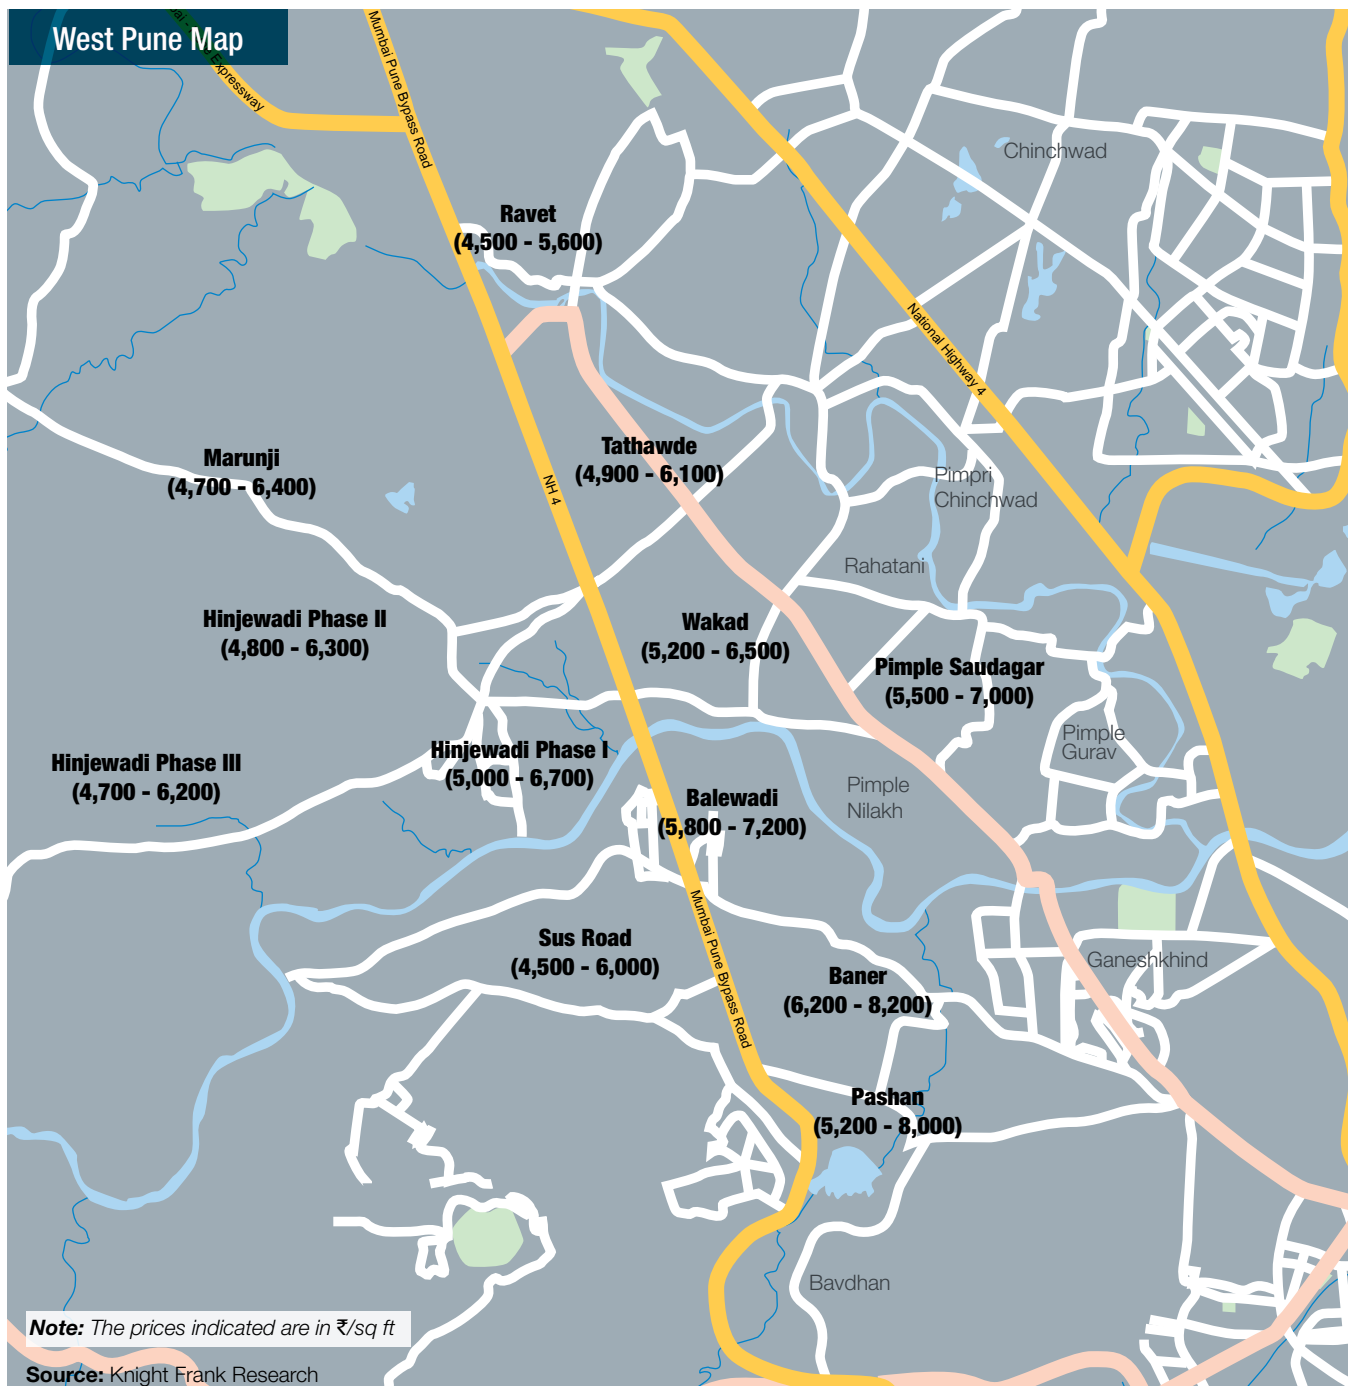 West Pune Map
Expressway
Mumbai Pune Bypass Road
Chinchwad
Ravet
(4,500 - 5,600)
National Highway 4
Marunji
(4,700 - 6,400)
Tathawde
(4,900 - 6,100)
NH 4
Pimpri
Chinchwad
Rahatani
Hinjewadi Phase II
(4,800 - 6,300)
Wakad
(5,200 - 6,500)
Pimple Saudagar
(5,500 - 7,000)
Hinjewadi Phase III
(4,700 - 6,200)
Hinjewadi Phase I
(5,000 - 6,700)
Pimple
Gurav
Balewadi
(5,800 - 7,200)
Pimple
Nilakh
Sus Road
(4,500 - 6,000)
Mumbai Pune Bypass Road
Baner
(6,200 - 8,200)
Ganeshkhind
Pashan
(5,200 - 8,000)
Bavdhan
Note: The prices indicated are in ₹/sq ft
Source: Knight Frank Research